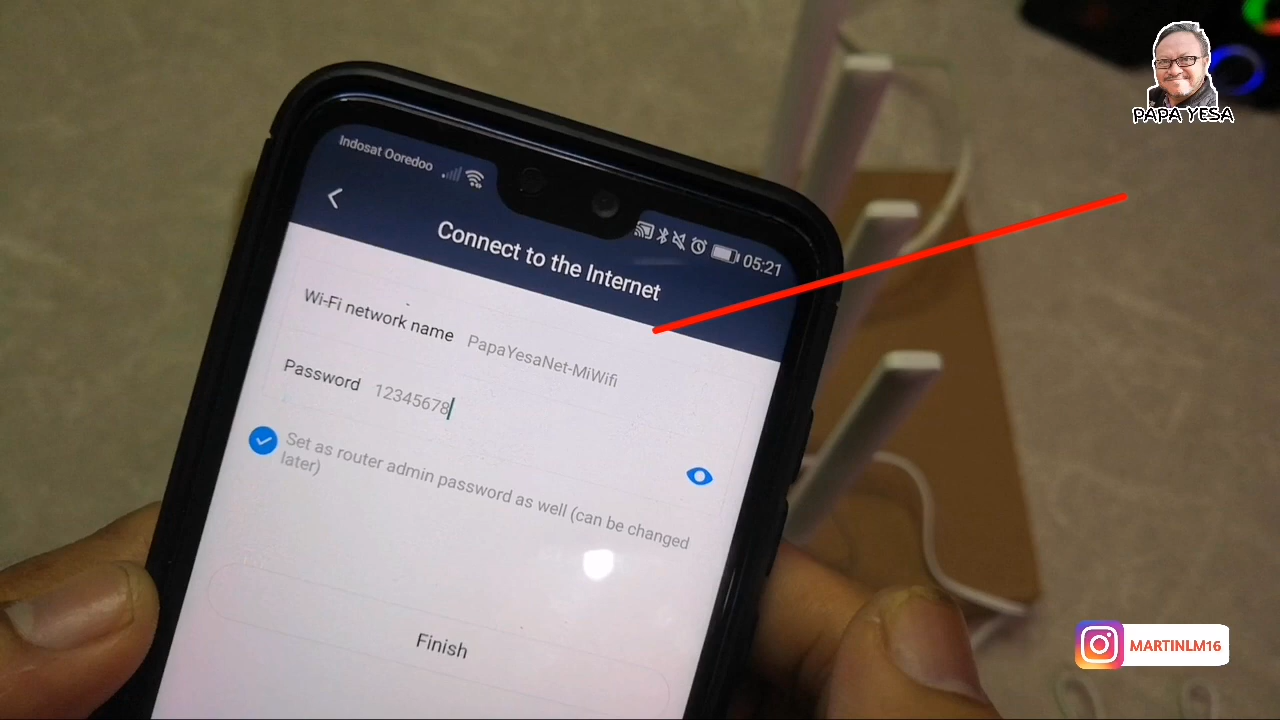 PAPA YESA
Indosat Ooredoo
05:21
Connect to the Internet
Wi-Fi network name PapaYesaNet-MiWifi
Password 12345678
Set as router admin password as well (can be changed
later)
Finish
MARTINLM16